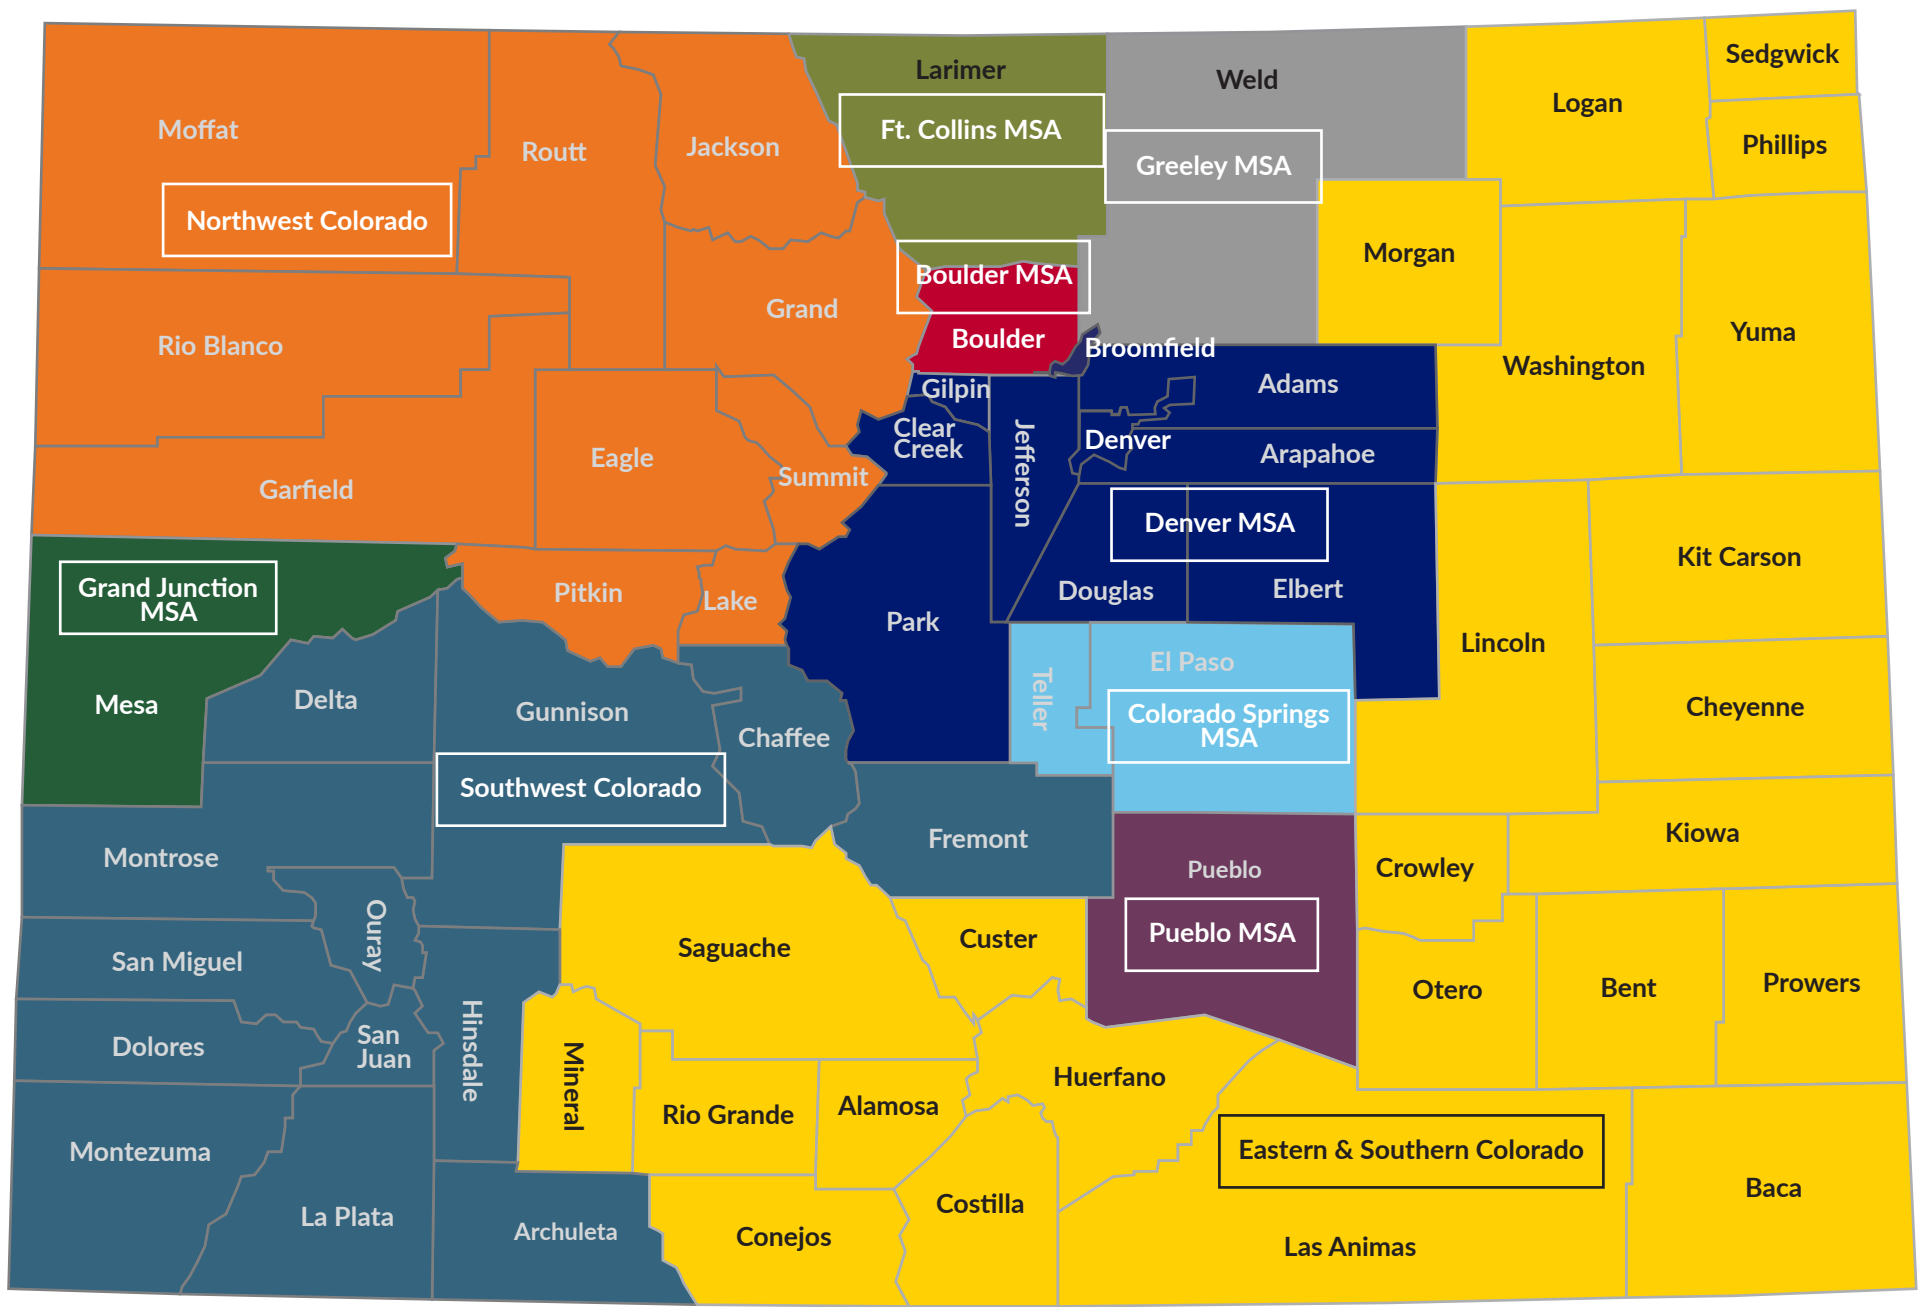 Sedgwick
Larimer
Weld
Logan
Moffat
Ft. Collins MSA
Jackson
Routt
Phillips
Greeley MSA
Northwest Colorado
Boulder MSA
Morgan
Grand
Rio Blanco
Boulder
Broomfield
Yuma
Washington
Gilpin
Adams
Clear
Creek
Jefferson
Denver
Arapahoe
Eagle
Summit
Garfield
Denver MSA
Kit Carson
Grand Junction
MSA
Pitkin
Lake
Douglas
Elbert
Park
Lincoln
El Paso
Teller
Mesa
Delta
Gunnison
Chaffee
Colorado Springs
MSA
Cheyenne
Southwest Colorado
Montrose
Fremont
Kiowa
Pueblo
Crowley
Ouray
Pueblo MSA
Saguache
Custer
San Miguel
Otero
Bent
Prowers
Dolores
San
Juan
Hinsdale
Mineral
Huerfano
Rio Grande
Alamosa
Montezuma
Eastern & Southern Colorado
Baca
La Plata
Archuleta
Conejos
Costilla
Las Animas